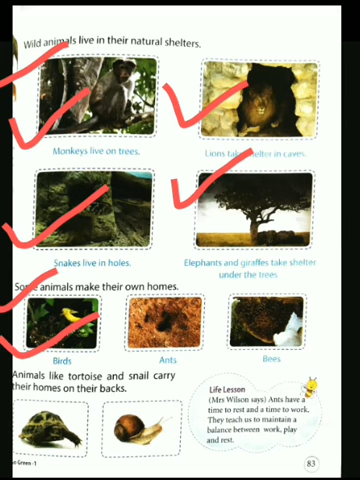 Wild animals live in their natural shelters.
Monkeys live on trees.
Lions take shelter in caves.
Snakes live in holes.
Elephants and giraffes take shelter
under the trees
Some animals make their own homes.
Birds
Ants
Bees
Animals like tortoise and snail carry
their homes on their backs.
Life Lesson
(Mrs Wilson says) Ants have a
time to rest and a time to work.
They teach us to maintain a
balance between work, play
and rest.
Green-1
83